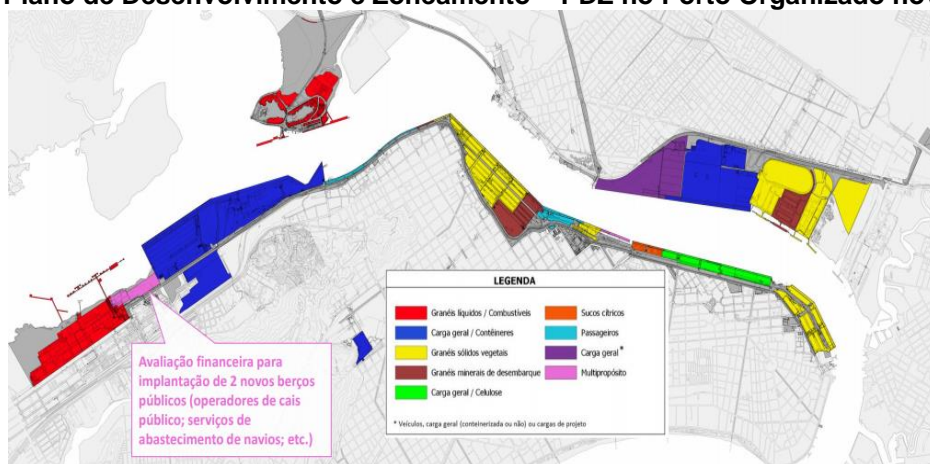 Plano de Desenvolvimento e Zoneamento – PDZ no Porto Organizado
Avaliação financeira para
implantação de 2 novos berços
públicos (operadores de cais
público; serviços de
abastecimento de navios; etc.)
LEGENDA
Granéis líquidos / Combustíveis
Carga geral / Contêineres
Granéis sólidos vegetais
Granéis minerais de desembarque
Carga geral / Celulose
Sucos cítricos
Passageiros
Carga geral *
Multipropósito
* Veículos, carga geral (conteinerizada ou não) ou cargas de projeto